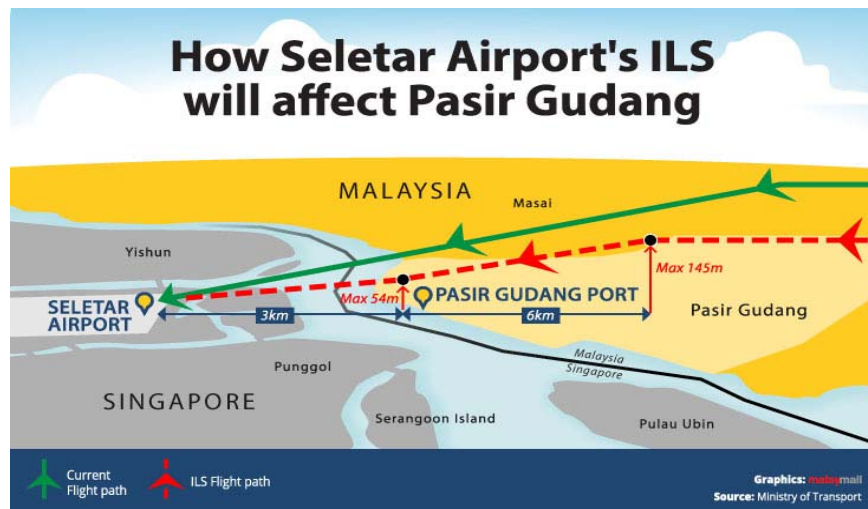 How Seletar Airport's ILS
will affect Pasir Gudang
MALAYSIA
Masai
Yishun
Max 145m
SELETAR
AIRPORT
Max 54m
PASIR GUDANG PORT
3km
6km
Pasir Gudang
Malaysia
Singapore
Punggol
SINGAPORE
Serangoon Island
Pulau Ubin
Current
Flight path
ILS Flight path
Graphics: malaymail
Source: Ministry of Transport